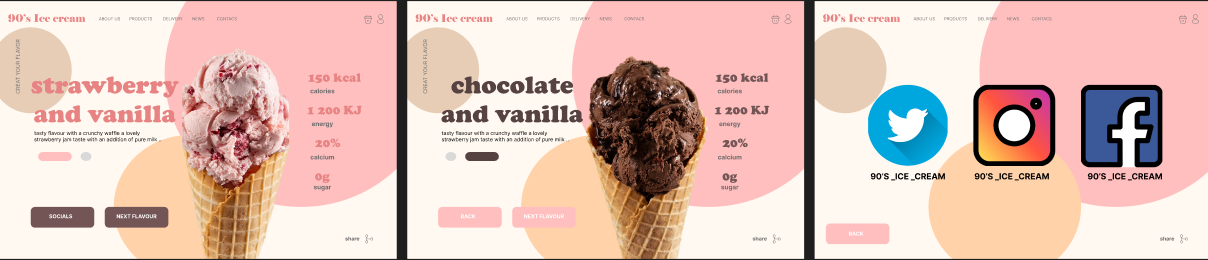 90's Ice cream
ABOUT US PRODUCTS DELIVERY NEWS CONTACS
CREAT YOUR FLAVOR
strawberry
and vanilla
tasty flavour with a crunchy waffle a lovely
strawberry jam taste with an addition of pure milk ..
150 kcal
calories
1 200 KJ
energy
20%
calcium
0g
sugar
SOCIALS
NEXT FLAVOUR
share
90's Ice cream
ABOUT US PRODUCTS DELIVERY NEWS CONTACS
CREAT YOUR FLAVOR
chocolate
and vanilla
tasty flavour with a crunchy waffle a lovely
strawberry jam taste with an addition of pure milk ..
150 kcal
calories
1 200 KJ
energy
20%
calcium
0g
sugar
BACK
NEXT FLAVOUR
share
90's Ice cream
ABOUT US PRODUCTS DELIVERY NEWS CONTACS
90'S _ICE _CREAM
90'S _ICE _CREAM
90'S _ICE _CREAM
BACK
share